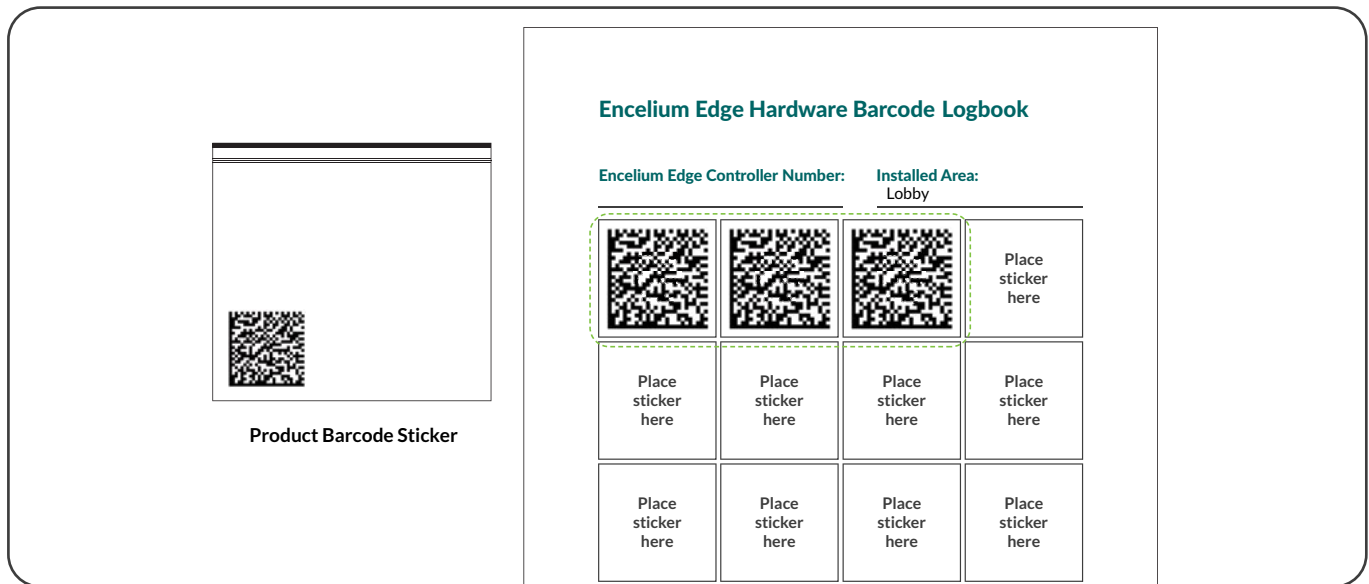 Encelium Edge Hardware Barcode Logbook
Encelium Edge Controller Number:
Installed Area:
Lobby
Place
sticker
here
Product Barcode Sticker
Place
sticker
here
Place
sticker
here
Place
sticker
here
Place
sticker
here
Place
sticker
here
Place
sticker
here
Place
sticker
here
Place
sticker
here